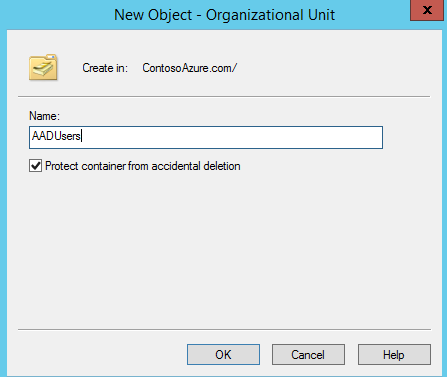 New Object - Organizational Unit
x
Create in: ContosoAzure.com/
Name:
AADUsers
Protect container from accidental deletion
OK Cancel Help